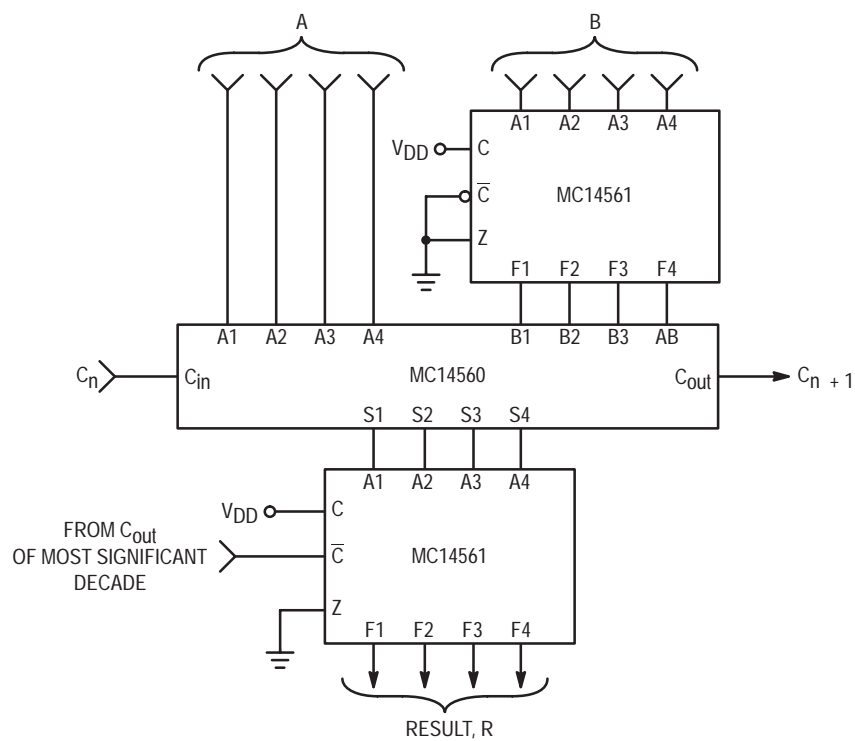 A B
A1 A2 A3 A4
VDD C
C̅ MC14561
Z
F1 F2 F3 F4
A1 A2 A3 A4 B1 B2 B3 AB
Cn Cin MC14560 Cout Cn + 1
S1 S2 S3 S4
A1 A2 A3 A4
VDD C
FROM Cout
OF MOST SIGNIFICANT C̅ MC14561
DECADE
Z
F1 F2 F3 F4
RESULT, R